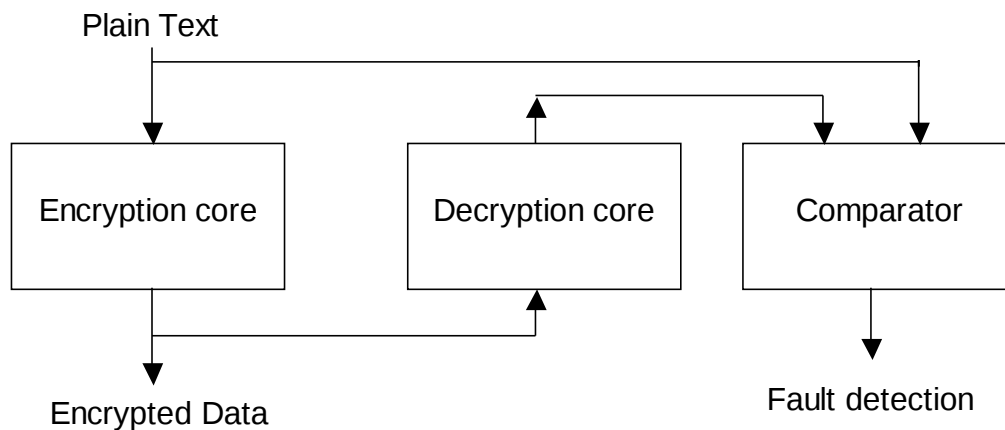 Plain Text
Encryption core
Decryption core
Comparator
Encrypted Data
Fault detection